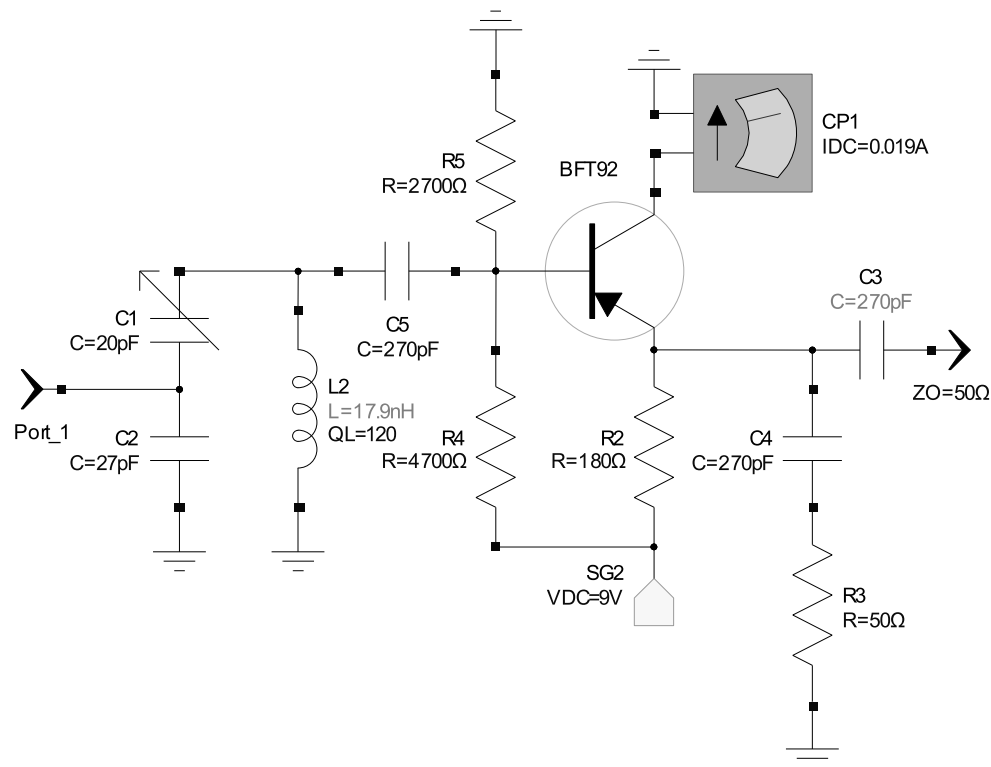 CP1
IDC=0.019A
R5
R=2700Ω
BFT92
C3
C=270pF
ZO=50Ω
C1
C=20pF
C5
C=270pF
L2
L=17.9nH
QL=120
Port_1
C2
C=27pF
R4
R=4700Ω
R2
R=180Ω
C4
C=270pF
SG2
VDC=9V
R3
R=50Ω